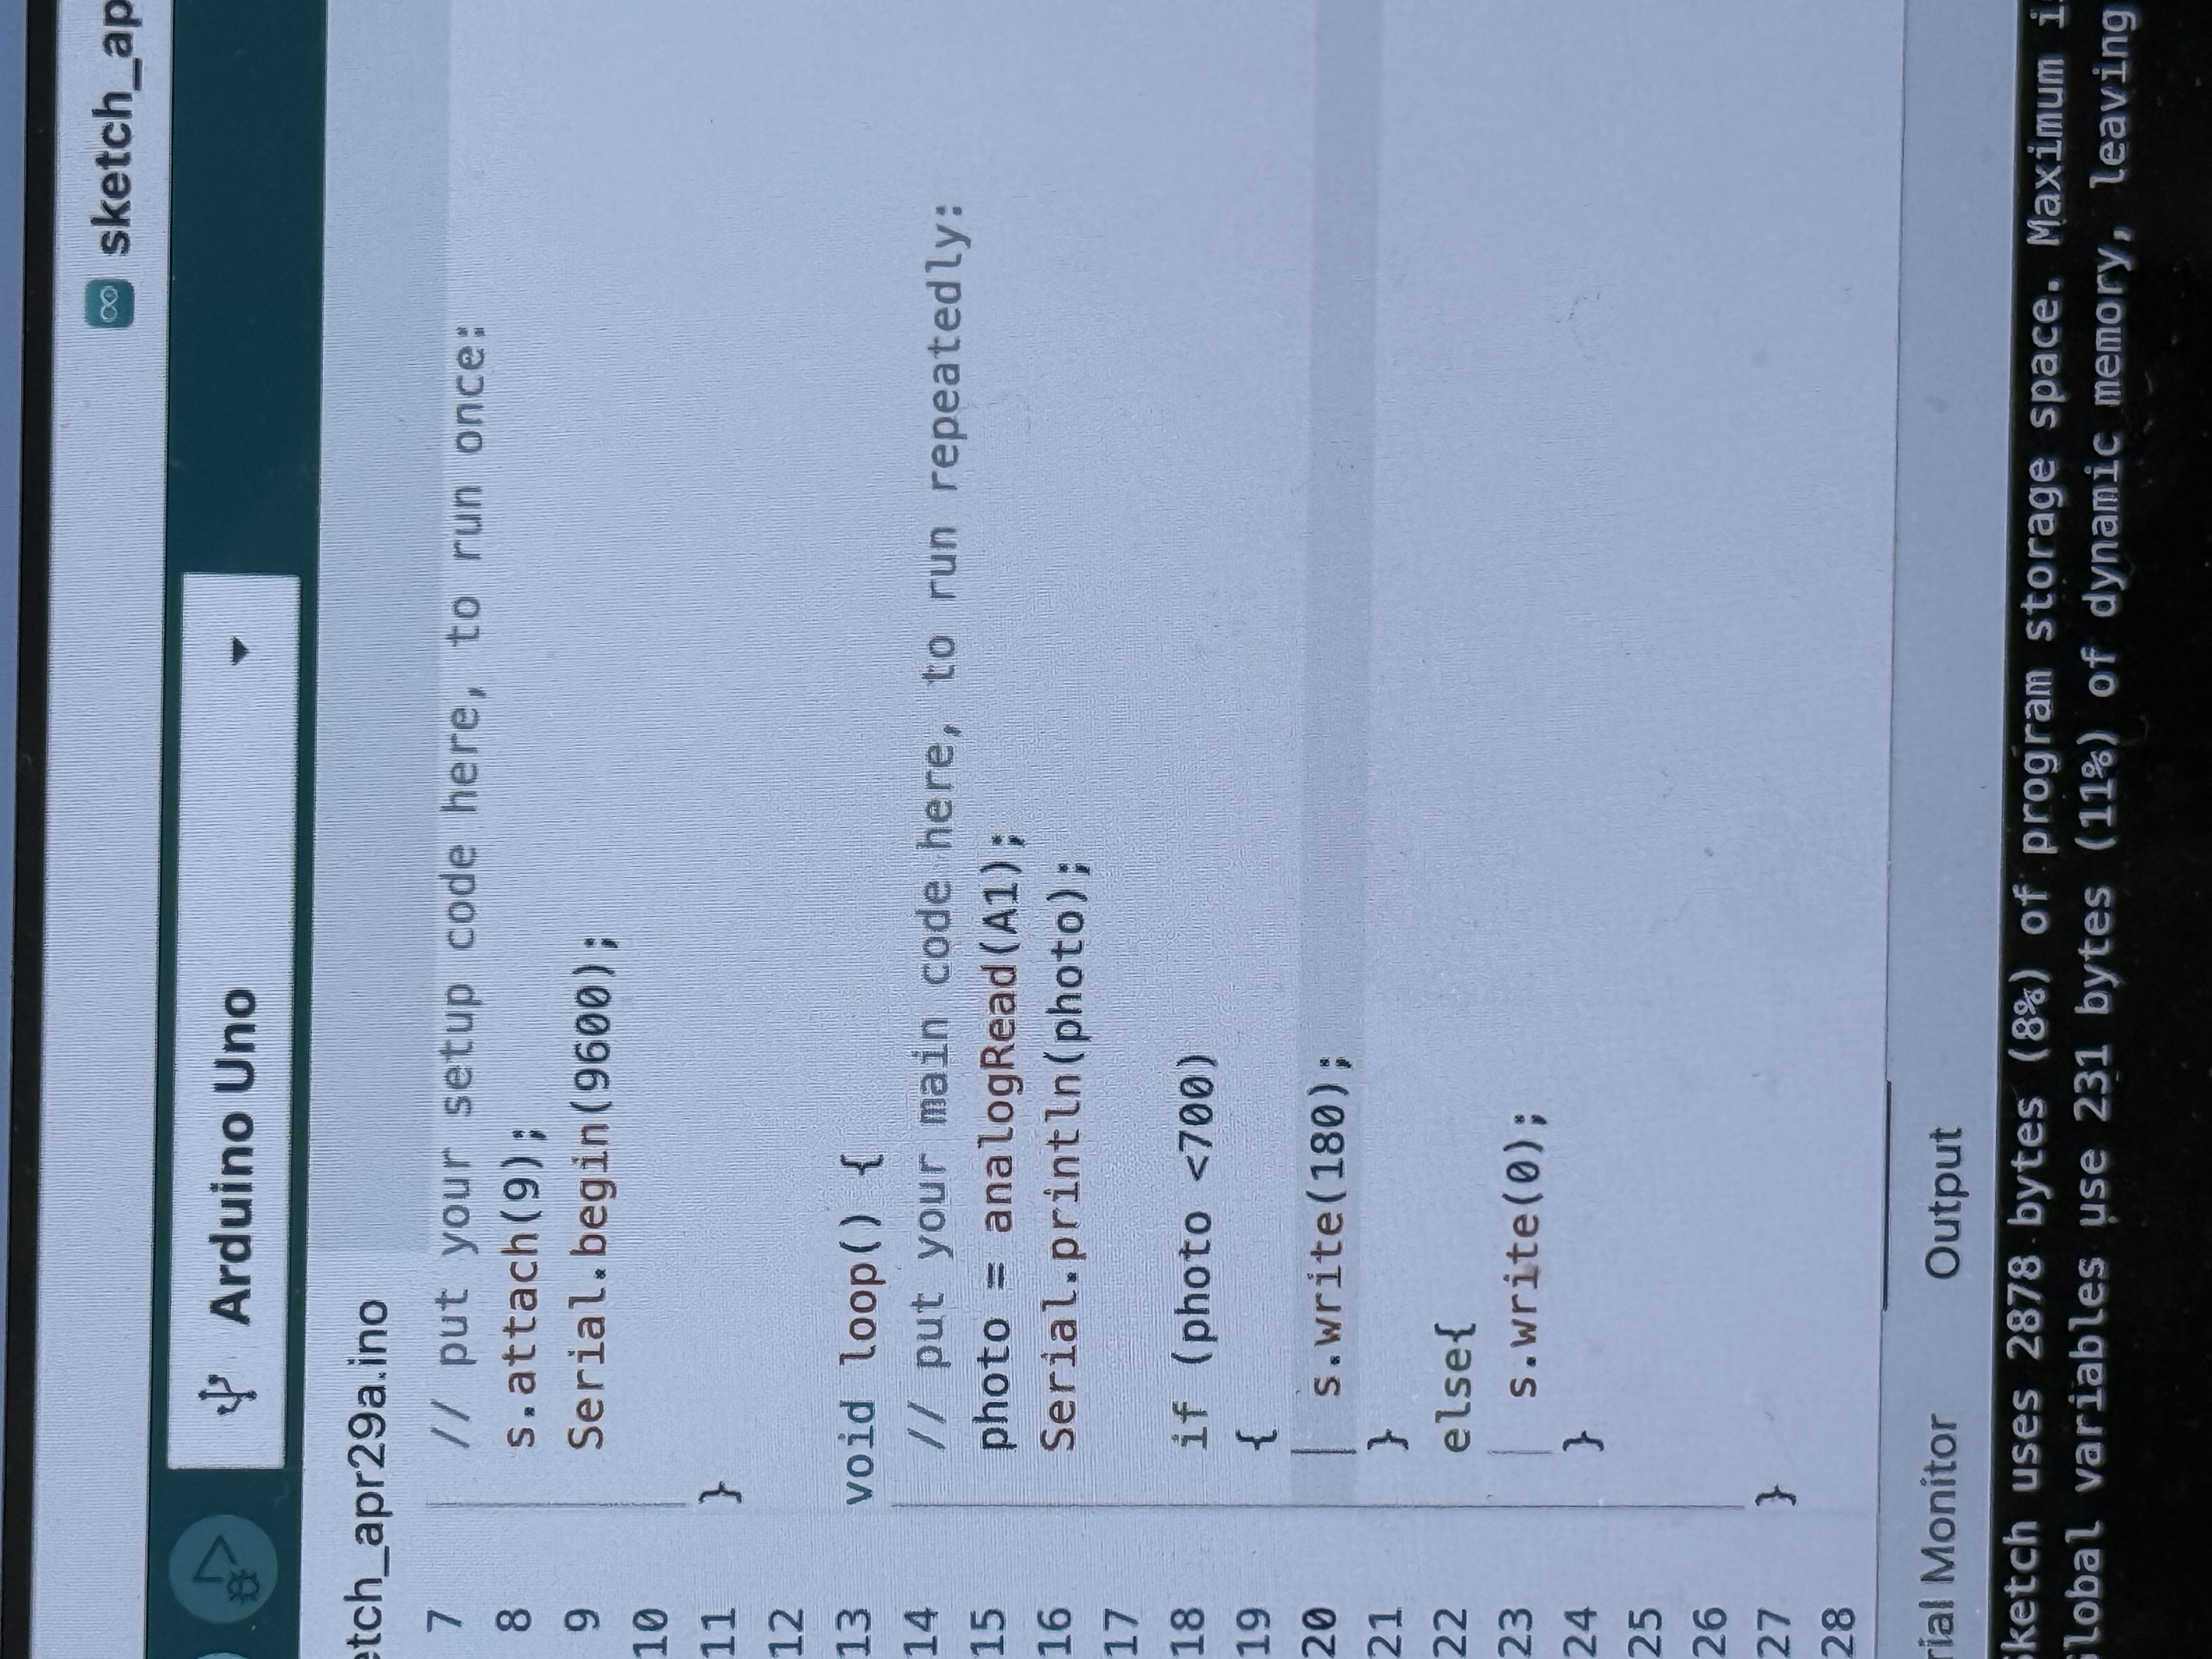 sketch_ap
Arduino Uno
etch_apr29a.ino
7 // put your setup code here, to run once:
8 s.attach(9);
9 Serial.begin(9600);
10
11 }
12
13 void loop() {
14 // put your main code here, to run repeatedly:
15 photo = analogRead(A1);
16 Serial.println(photo);
17
18 if (photo <700)
19 {
20 s.write(180);
21 }
22 else{
23 s.write(0);
24 }
25
26
27 }
28
rial Monitor Output
Sketch uses 2878 bytes (8%) of program storage space. Maximum i
Global variables use 231 bytes (11%) of dynamic memory, leaving